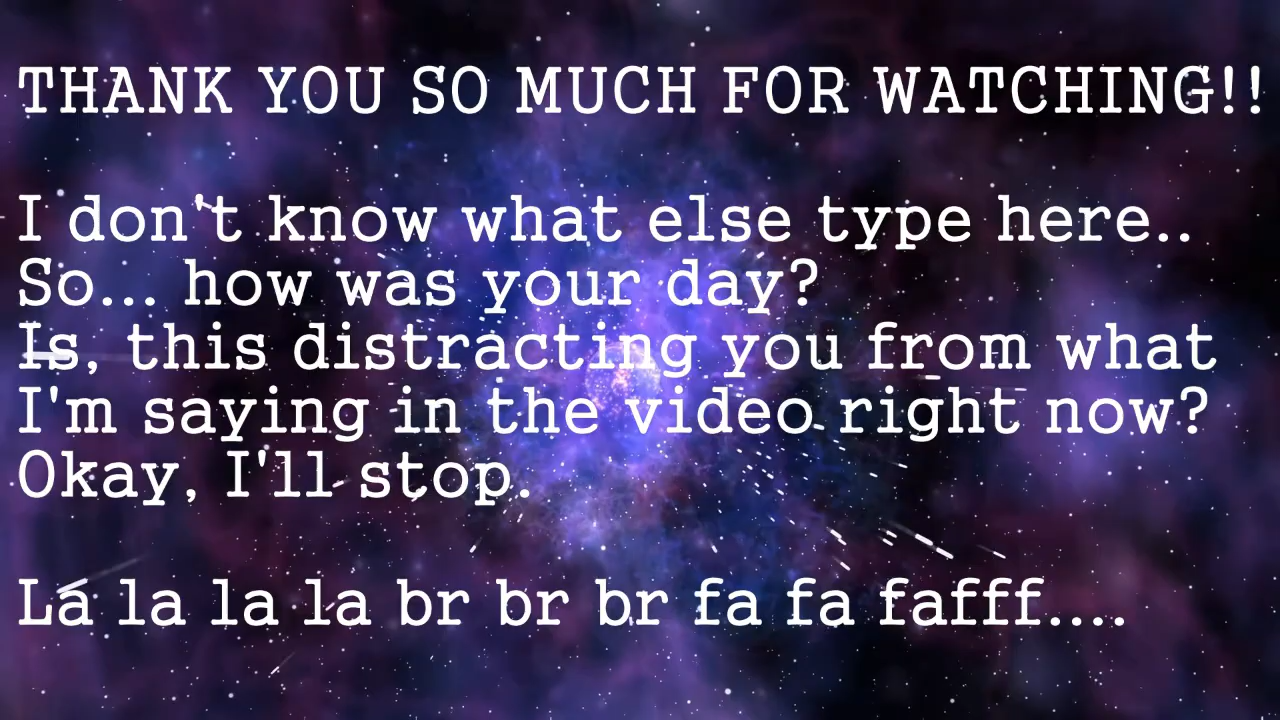 THANK YOU SO MUCH FOR WATCHING!!
I don't know what else type here..
So... how was your day?
Is, this distracting you from what
I'm saying in the video right now?
Okay, I'll stop.
La la la la br br br fa fa fafff....